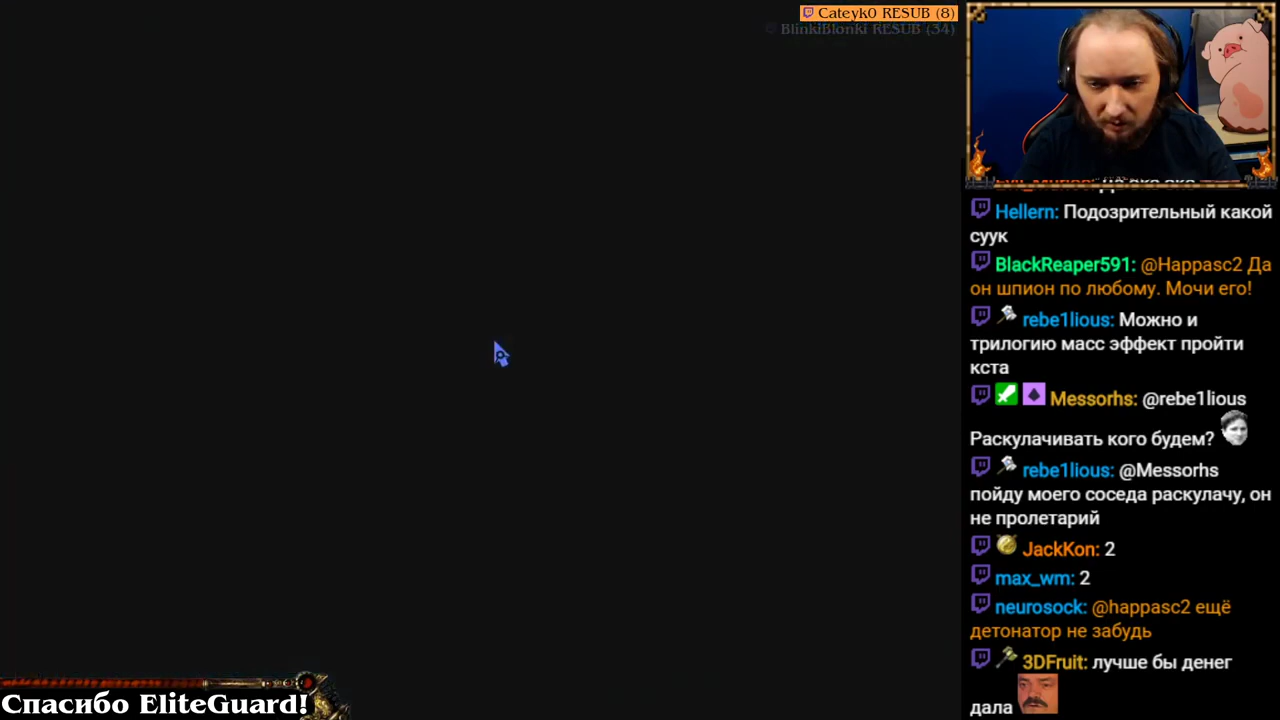 Cateyk0 RESUB (8)
BlinkiBlonki RESUB (34)
Hellern: Подозрительный какой
суук
BlackReaper591: @Happasc2 Да
он шпион по любому. Мочи его!
rebe1lious: Можно и
трилогию масс эффект пройти
кста
Messorhs: @rebe1lious
Раскулачивать кого будем?
rebe1lious: @Messorhs
пойду моего соседа раскулачу, он
не пролетарий
JackKon: 2
max_wm: 2
neurosock: @happasc2 ещё
детонатор не забудь
3DFruit: лучше бы денег
дала
Спасибо EliteGuard!